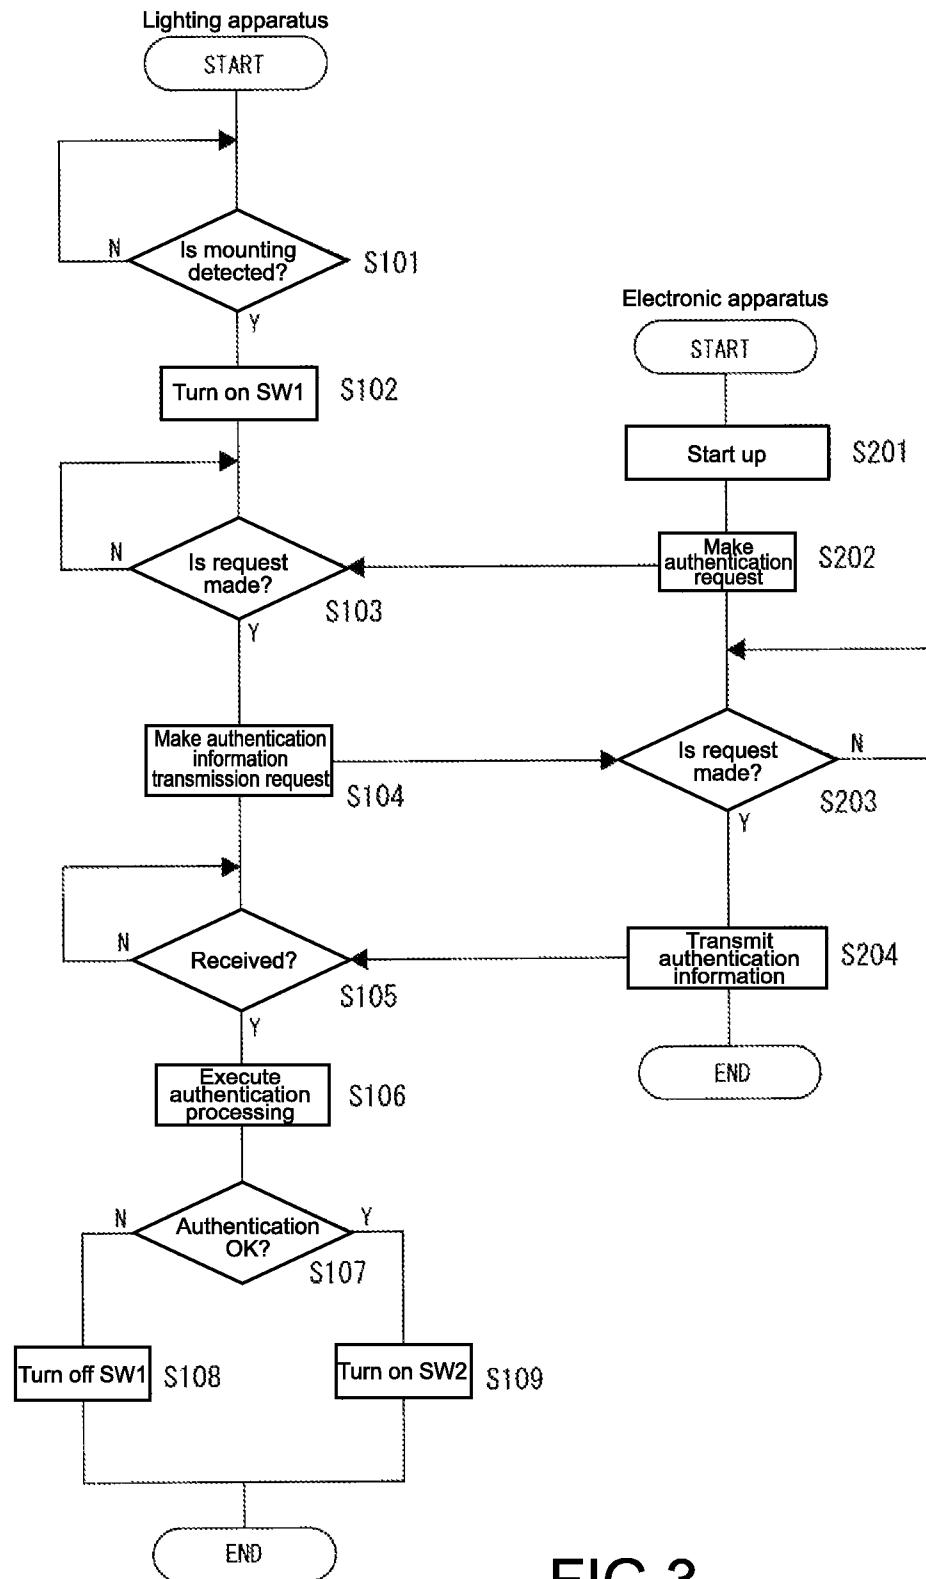 Lighting apparatus
START
N
Is mounting
detected?
S101
Y
Turn on SW1
S102
N
Is request
made?
S103
Y
Make authentication
information
transmission request
S104
N
Received?
S105
Y
Execute
authentication
processing
S106
N
Authentication
OK?
Y
S107
Turn off SW1
S108
Turn on SW2
S109
END
Electronic apparatus
START
Start up
S201
Make
authentication
request
S202
Is request
made?
N
S203
Y
Transmit
authentication
information
S204
END
FIG.3